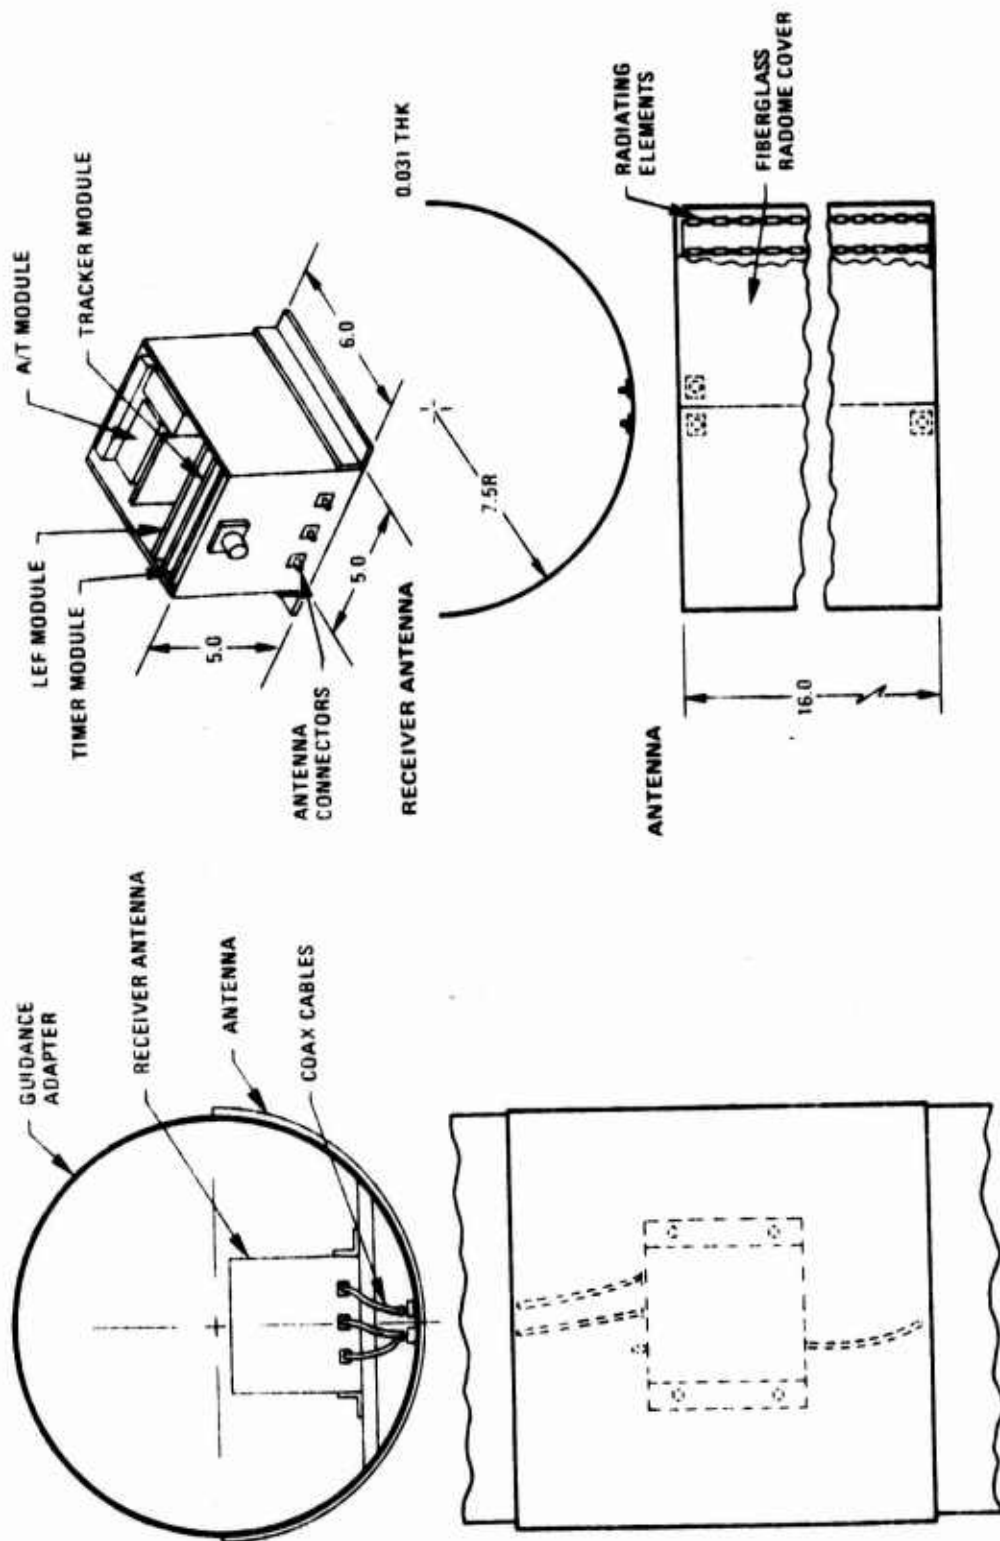 GUIDANCE
ADAPTER
RECEIVER ANTENNA
ANTENNA
COAX CABLES
LEF MODULE
TIMER MODULE
A/T MODULE
TRACKER MODULE
5.0
5.0
6.0
ANTENNA
CONNECTORS
RECEIVER ANTENNA
0.031 THK
7.5R
ANTENNA
16.0
RADIATING
ELEMENTS
FIBERGLASS
RADOME COVER